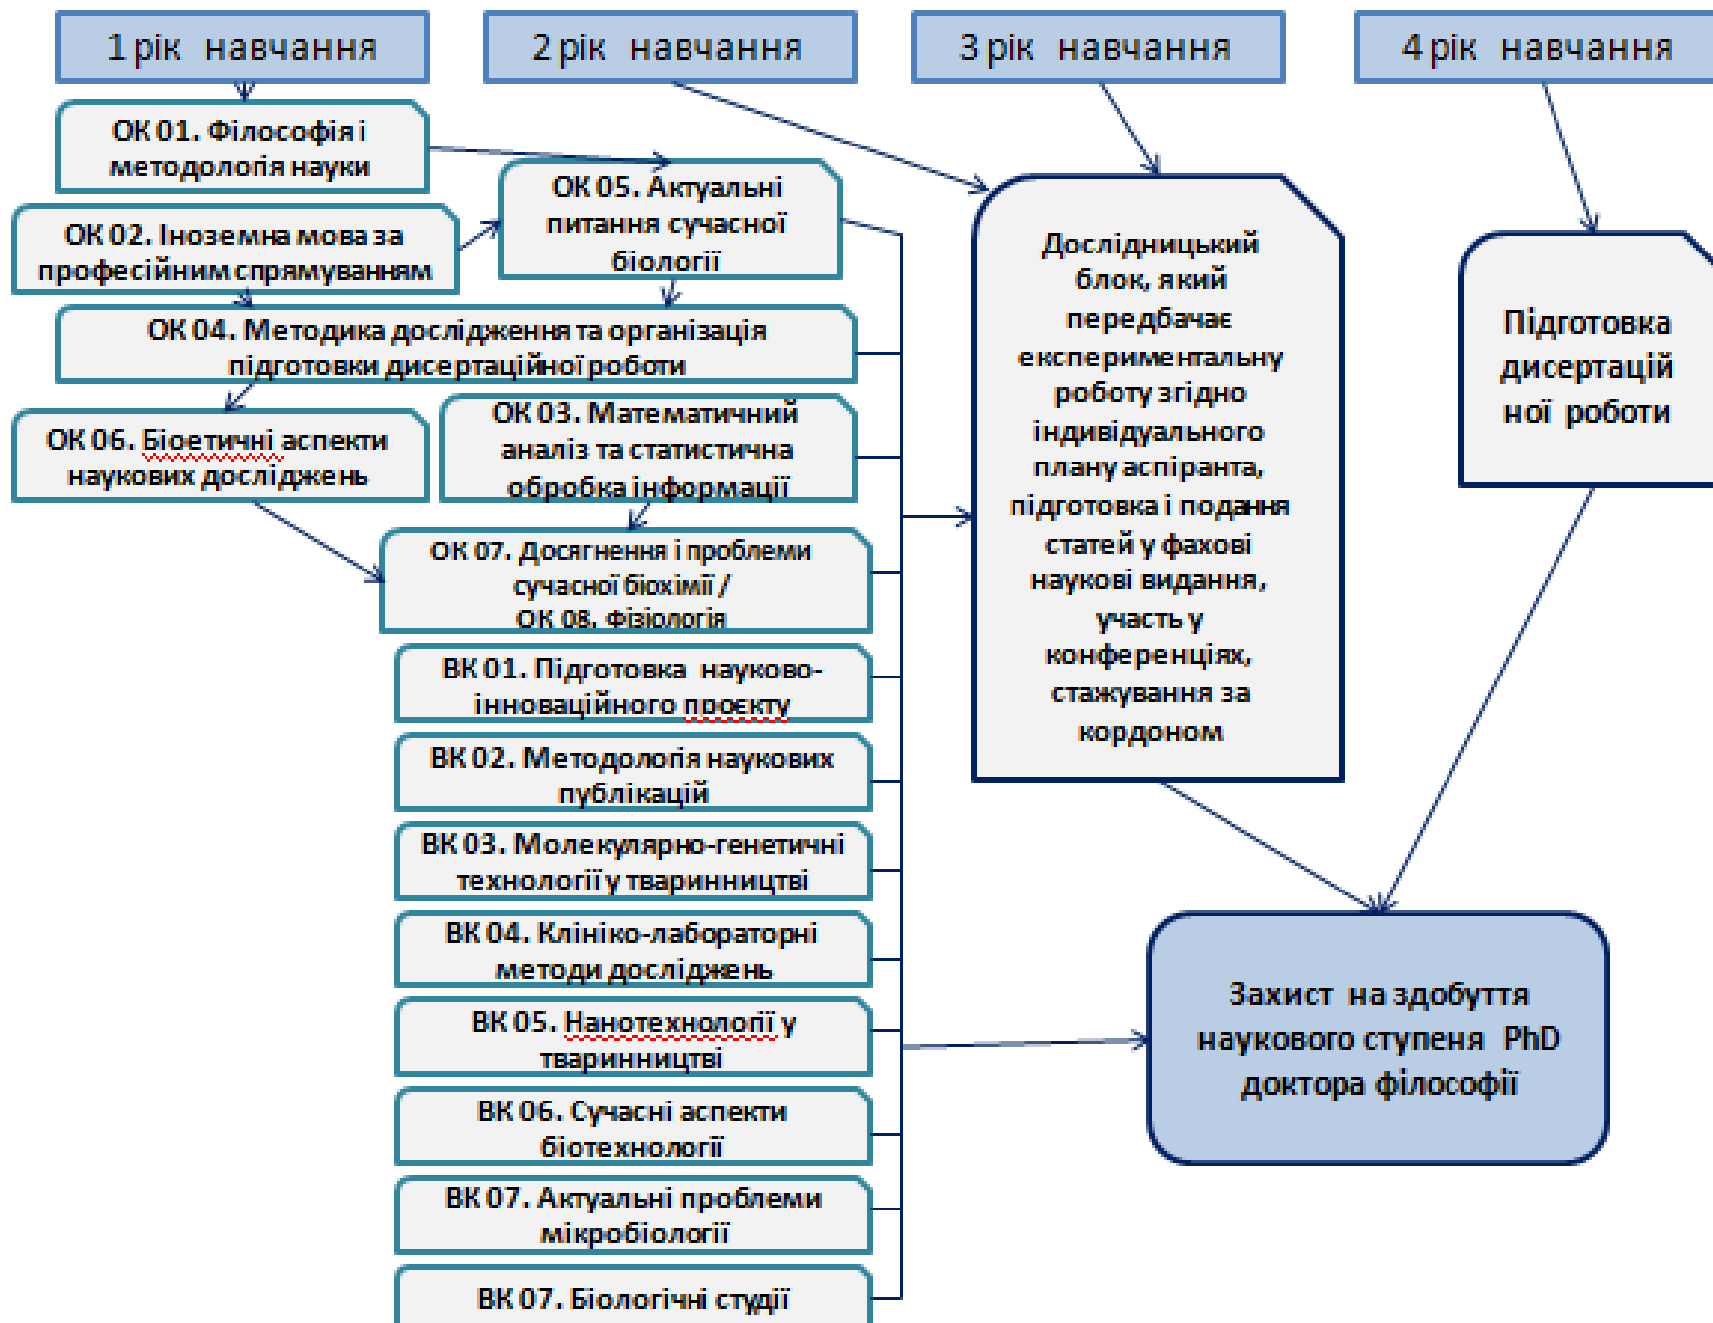 1 рік навчання
2 рік навчання
3 рік навчання
4 рік навчання
ОК 01. Філософія і
методологія науки
ОК 02. Іноземна мова за
професійним спрямуванням
ОК 05. Актуальні
питання сучасної
біології
ОК 04. Методика дослідження та організація
підготовки дисертаційної роботи
ОК 06. Біоетичні аспекти
наукових досліджень
ОК 03. Математичний
аналіз та статистична
обробка інформації
ОК 07. Досягнення і проблеми
сучасної біохімії /
ОК 08. Фізіологія
ВК 01. Підготовка науково-
інноваційного проєкту
ВК 02. Методологія наукових
публікацій
ВК 03. Молекулярно-генетичні
технології у тваринництві
ВК 04. Клініко-лабораторні
методи досліджень
ВК 05. Нанотехнології у
тваринництві
ВК 06. Сучасні аспекти
біотехнології
ВК 07. Актуальні проблеми
мікробіології
ВК 07. Біологічні студії
Дослідницький
блок, який
передбачає
експериментальну
роботу згідно
індивідуального
плану аспіранта,
підготовка і подання
статей у фахові
наукові видання,
участь у
конференціях,
стажування за
кордоном
Підготовка
дисертацій
ної роботи
Захист на здобуття
наукового ступеня PhD
доктора філософії